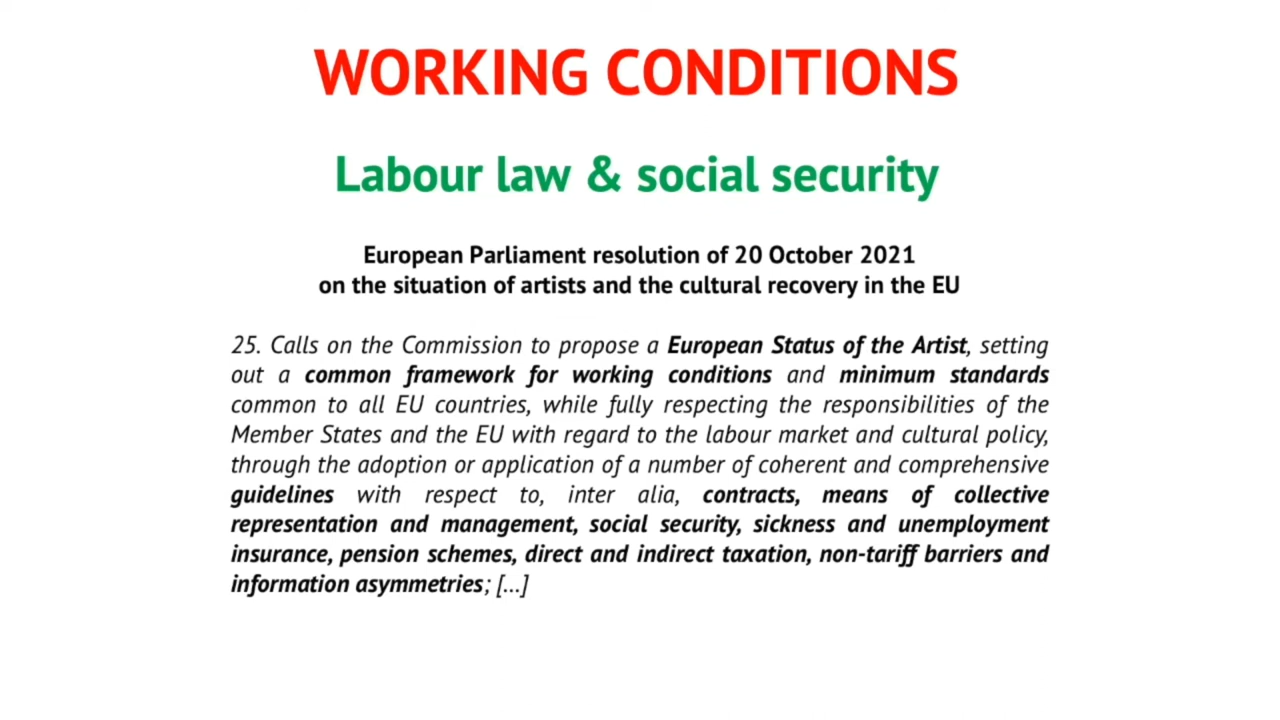 WORKING CONDITIONS
Labour law & social security
European Parliament resolution of 20 October 2021
on the situation of artists and the cultural recovery in the EU
25. Calls on the Commission to propose a European Status of the Artist, setting
out a common framework for working conditions and minimum standards
common to all EU countries, while fully respecting the responsibilities of the
Member States and the EU with regard to the labour market and cultural policy,
through the adoption or application of a number of coherent and comprehensive
guidelines with respect to, inter alia, contracts, means of collective
representation and management, social security, sickness and unemployment
insurance, pension schemes, direct and indirect taxation, non-tariff barriers and
information asymmetries; [...]